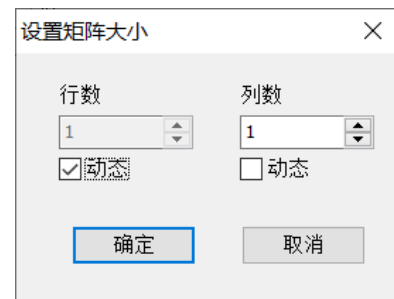 设置矩阵大小
行数 列数
1 1
动态 动态
确定 取消